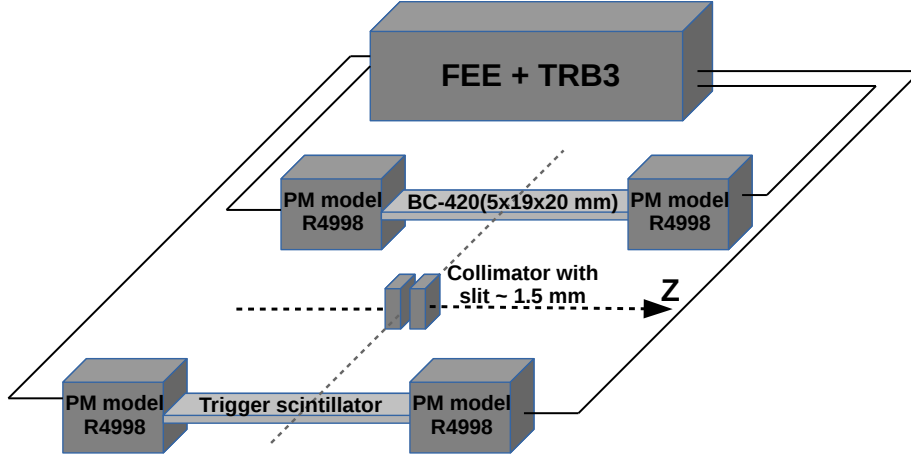 FEE + TRB3
PM model
R4998
BC-420(5x19x20 mm)
PM model
R4998
Collimator with
slit ~ 1.5 mm
Z
PM model
R4998
Trigger scintillator
PM model
R4998